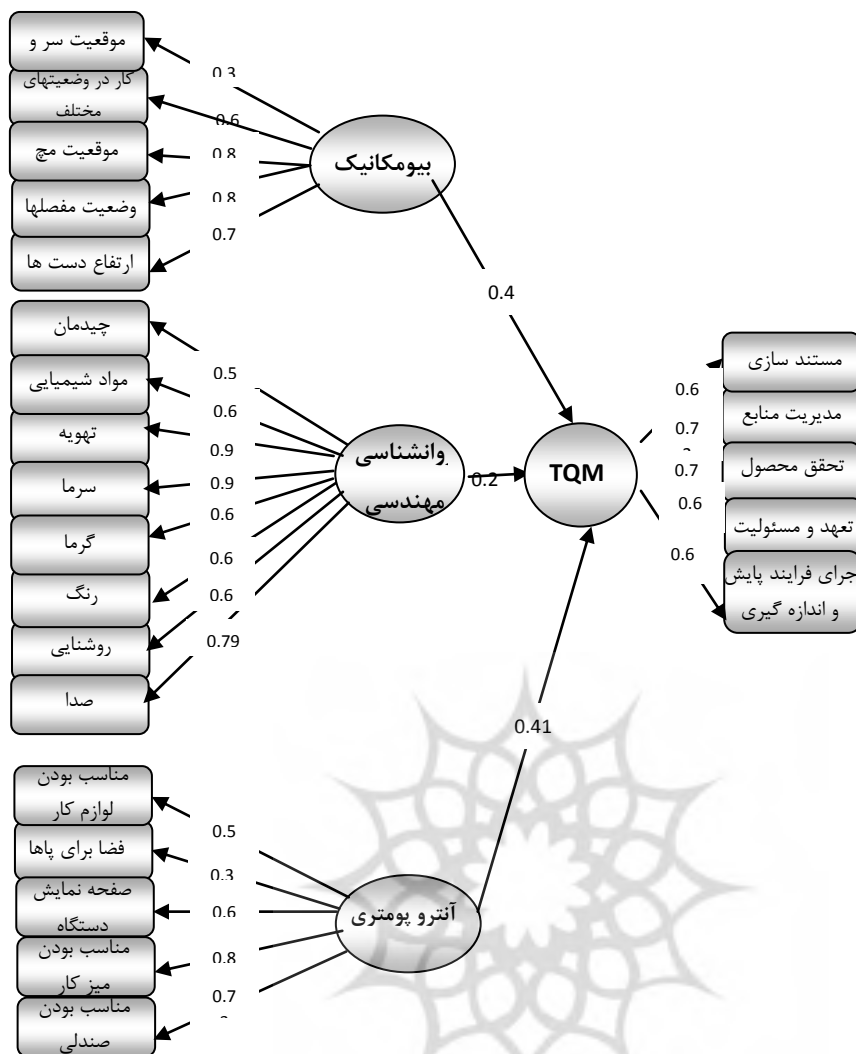 موقعیت سر و
کار در وضعیتهای
مختلف
موقعیت مچ
وضعیت مفصلها
ارتفاع دست ها
0.3
0.6
0.8
0.8
0.7
بیومکانیک
0.4
چیدمان
مواد شیمیایی
تهویه
سرما
گرما
رنگ
روشنایی
صدا
0.5
0.6
0.9
0.9
0.6
0.6
0.6
0.79
وانشناسی
مهندسی
0.2
TQM
مستند سازی
مدیریت منابع
تحقق محصول
تعهد و مسئولیت
جرای فرایند پایش
و اندازه گیری
0.6
0.7
0.7
0.6
0.6
0.41
مناسب بودن
لوازم کار
فضا برای پاها
صفحه نمایش
دستگاه
مناسب بودن
میز کار
مناسب بودن
صندلی
0.5
0.3
0.6
0.8
0.7
آنترو پومتری